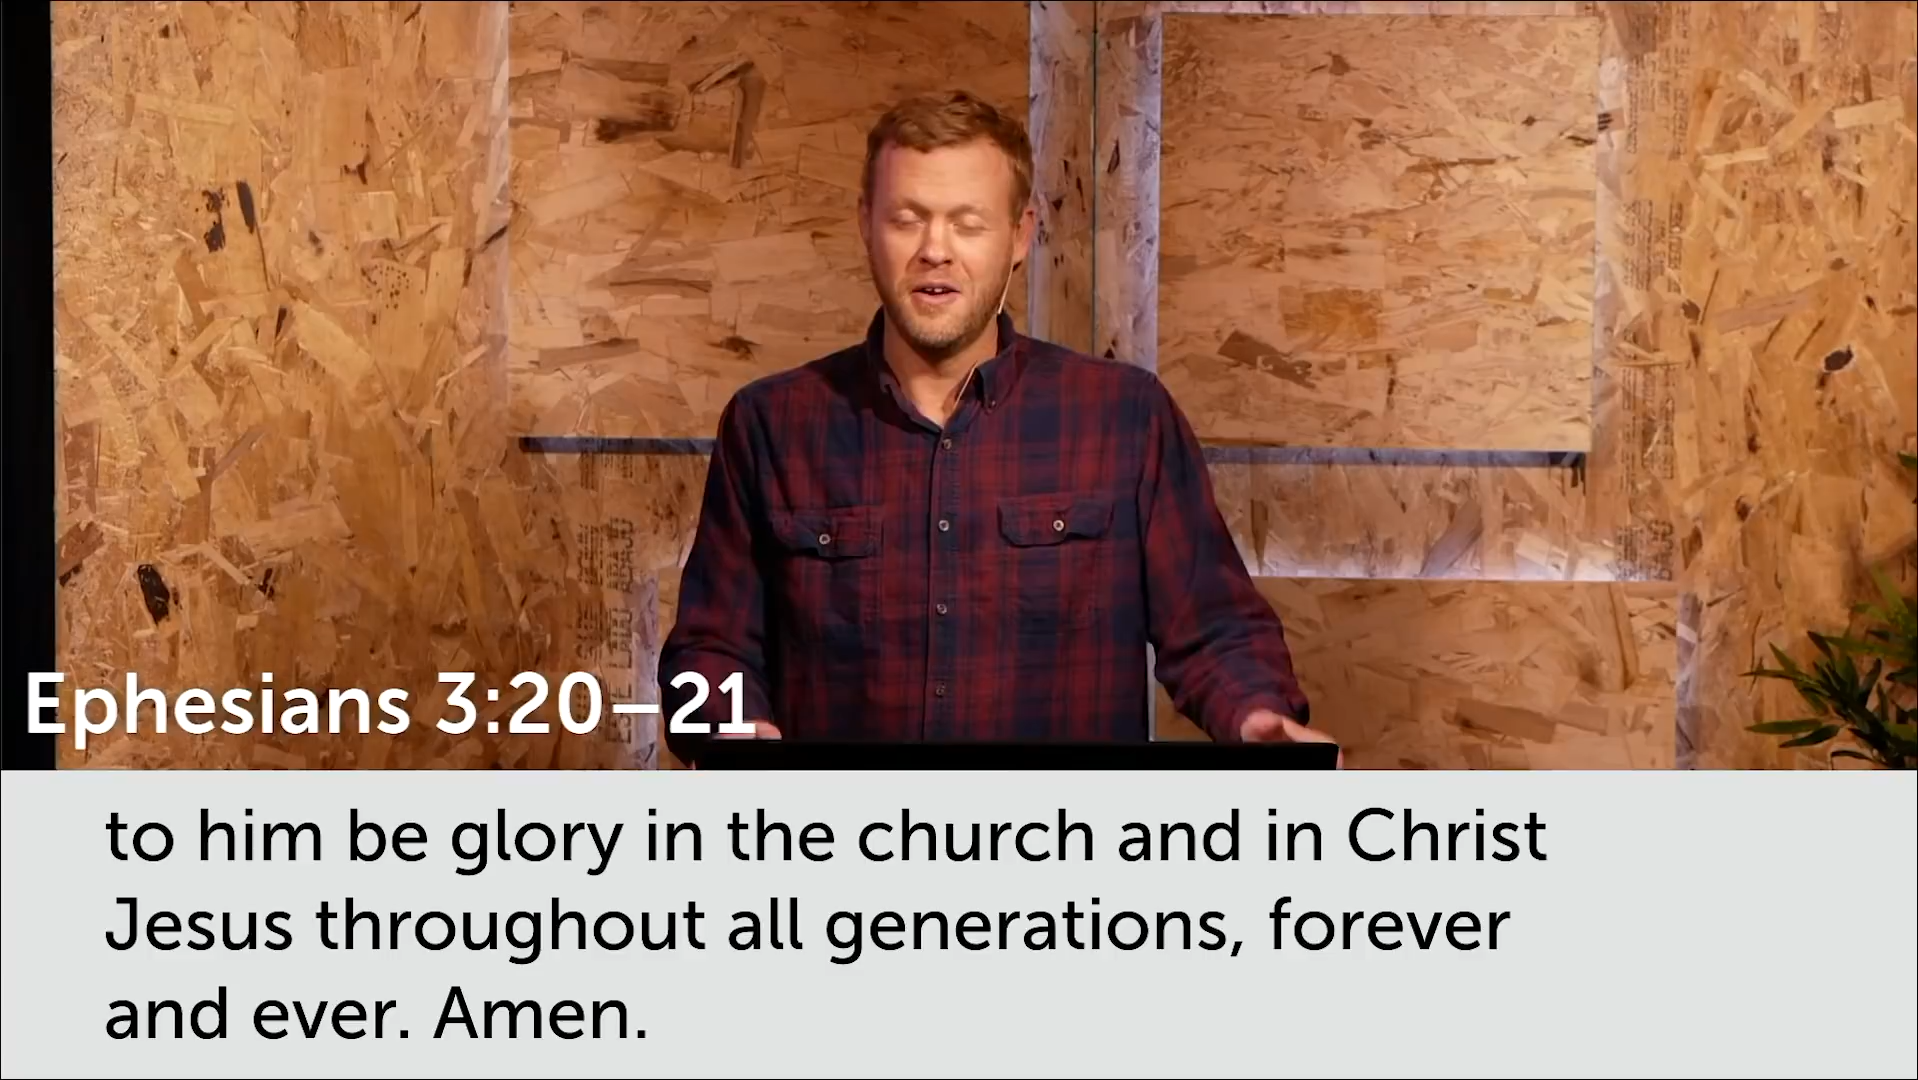 Ephesians 3:20–21
to him be glory in the church and in Christ
Jesus throughout all generations, forever
and ever. Amen.